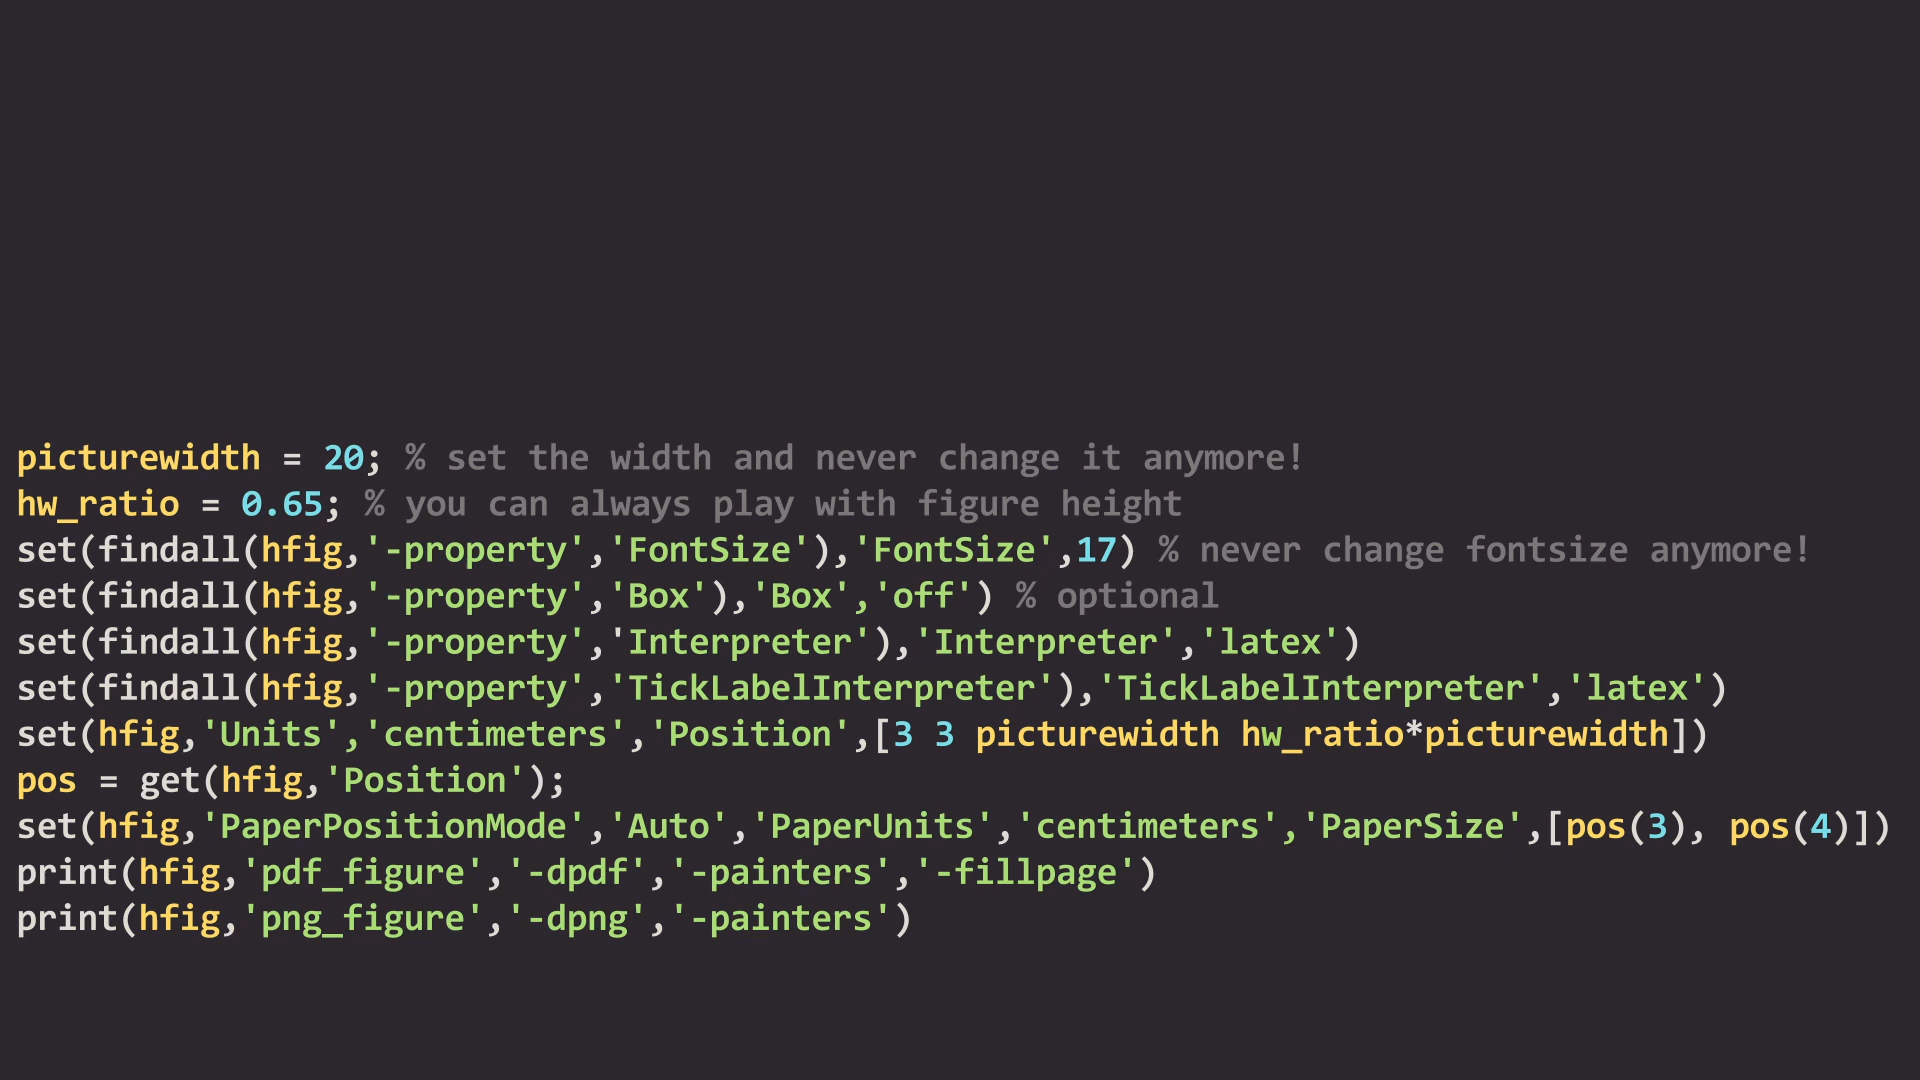 picturewidth = 20; % set the width and never change it anymore!
hw_ratio = 0.65; % you can always play with figure height
set(findall(hfig,'-property','FontSize'),'FontSize',17) % never change fontsize anymore!
set(findall(hfig,'-property','Box'),'Box','off') % optional
set(findall(hfig,'-property','Interpreter'),'Interpreter','latex')
set(findall(hfig,'-property','TickLabelInterpreter'),'TickLabelInterpreter','latex')
set(hfig,'Units','centimeters','Position',[3 3 picturewidth hw_ratio*picturewidth])
pos = get(hfig,'Position');
set(hfig,'PaperPositionMode','Auto','PaperUnits','centimeters','PaperSize',[pos(3), pos(4)])
print(hfig,'pdf_figure','-dpdf','-painters','-fillpage')
print(hfig,'png_figure','-dpng','-painters')